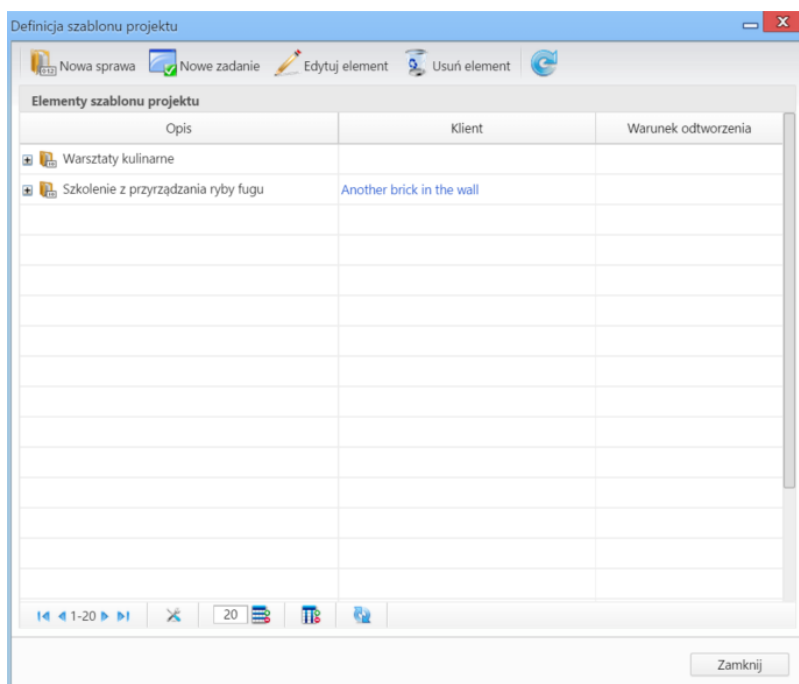 Definicja szablonu projektu
Nowa sprawa Nowe zadanie Edytuj element Usuń element
Elementy szablonu projektu
Opis Klient Warunek odtworzenia
Warsztaty kulinarne
Szkolenie z przyrządzania ryby fugu Another brick in the wall
1-20 20
Zamknij